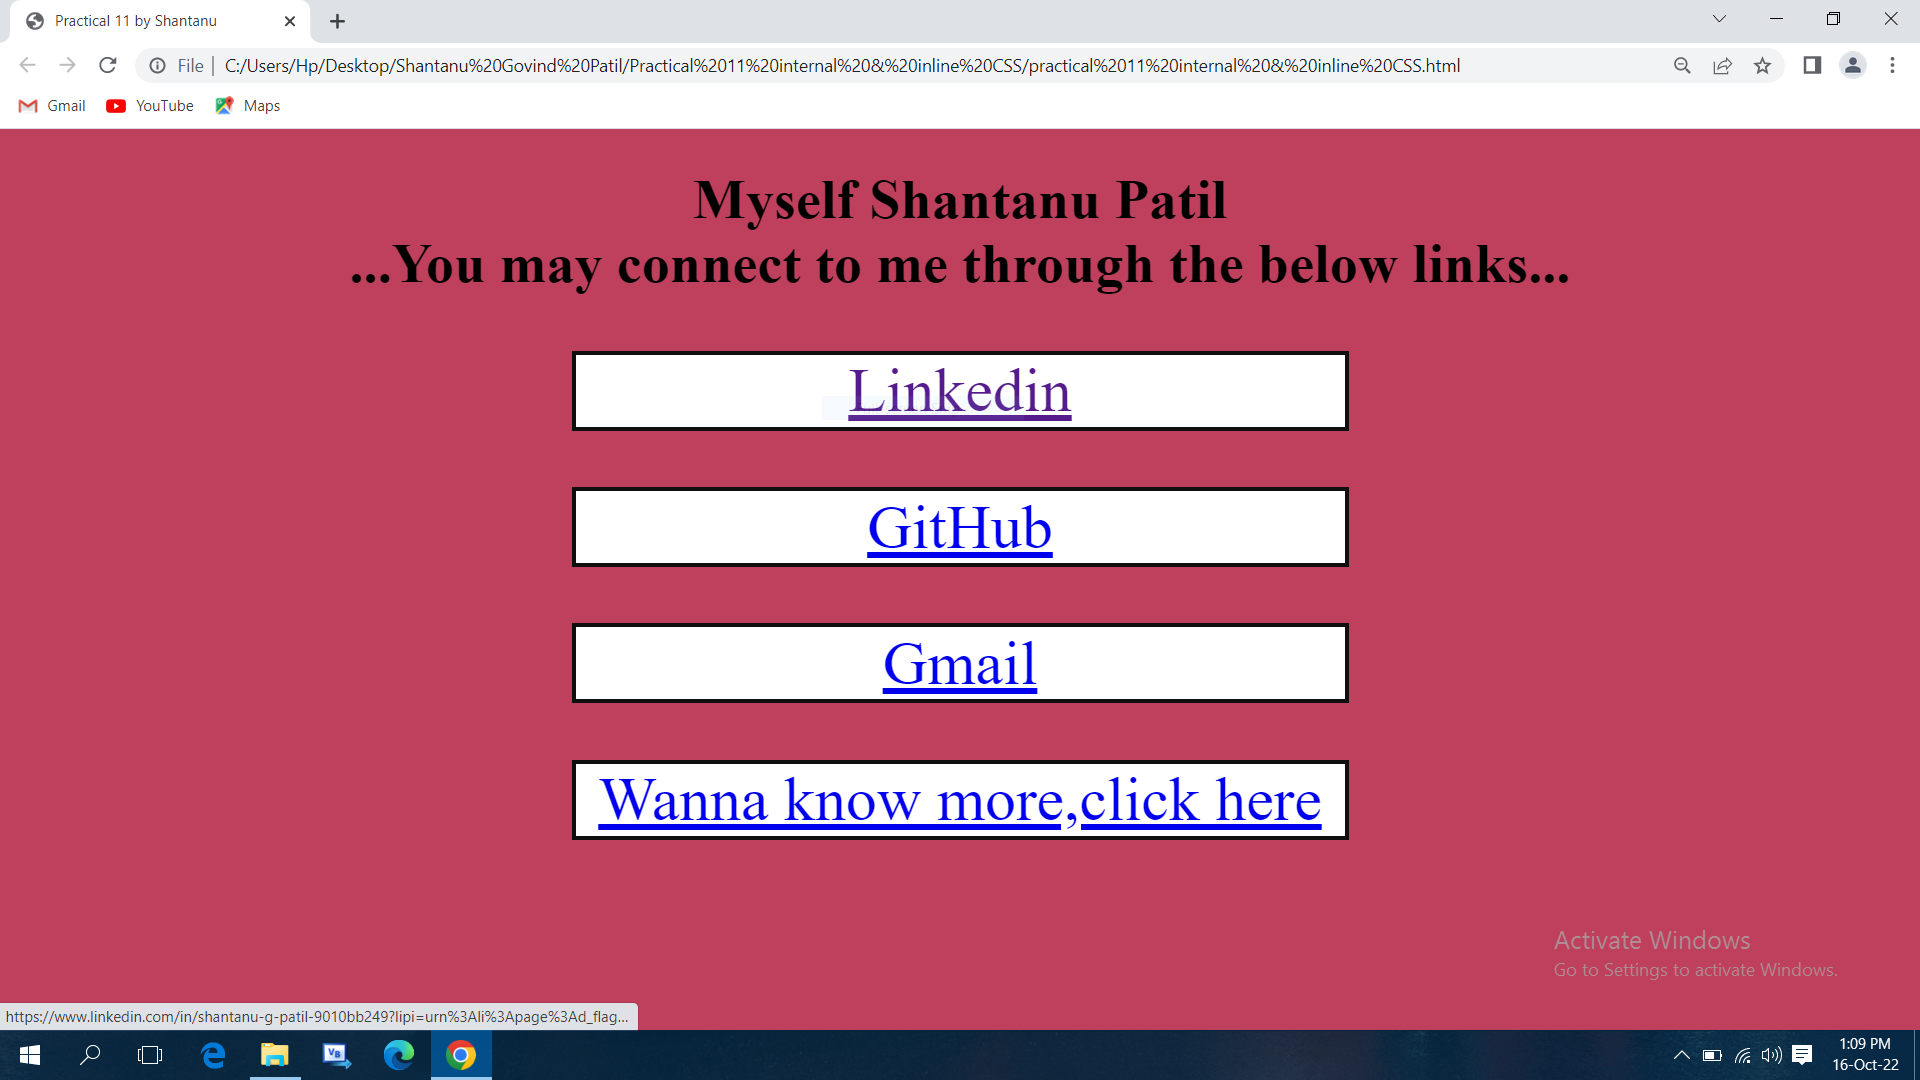 Practical 11 by Shantanu
File | C:/Users/Hp/Desktop/Shantanu%20Govind%20Patil/Practical%2011%20internal%20&%20inline%20CSS/practical%2011%20internal%20&%20inline%20CSS.html
Gmail YouTube Maps
Myself Shantanu Patil
...You may connect to me through the below links...
Linkedin
GitHub
Gmail
Wanna know more,click here
Activate Windows
Go to Settings to activate Windows.
https://www.linkedin.com/in/shantanu-g-patil-9010bb249?lipi=urn%3Ali%3Apage%3Ad_flag...
VB
1:09 PM
16-Oct-22